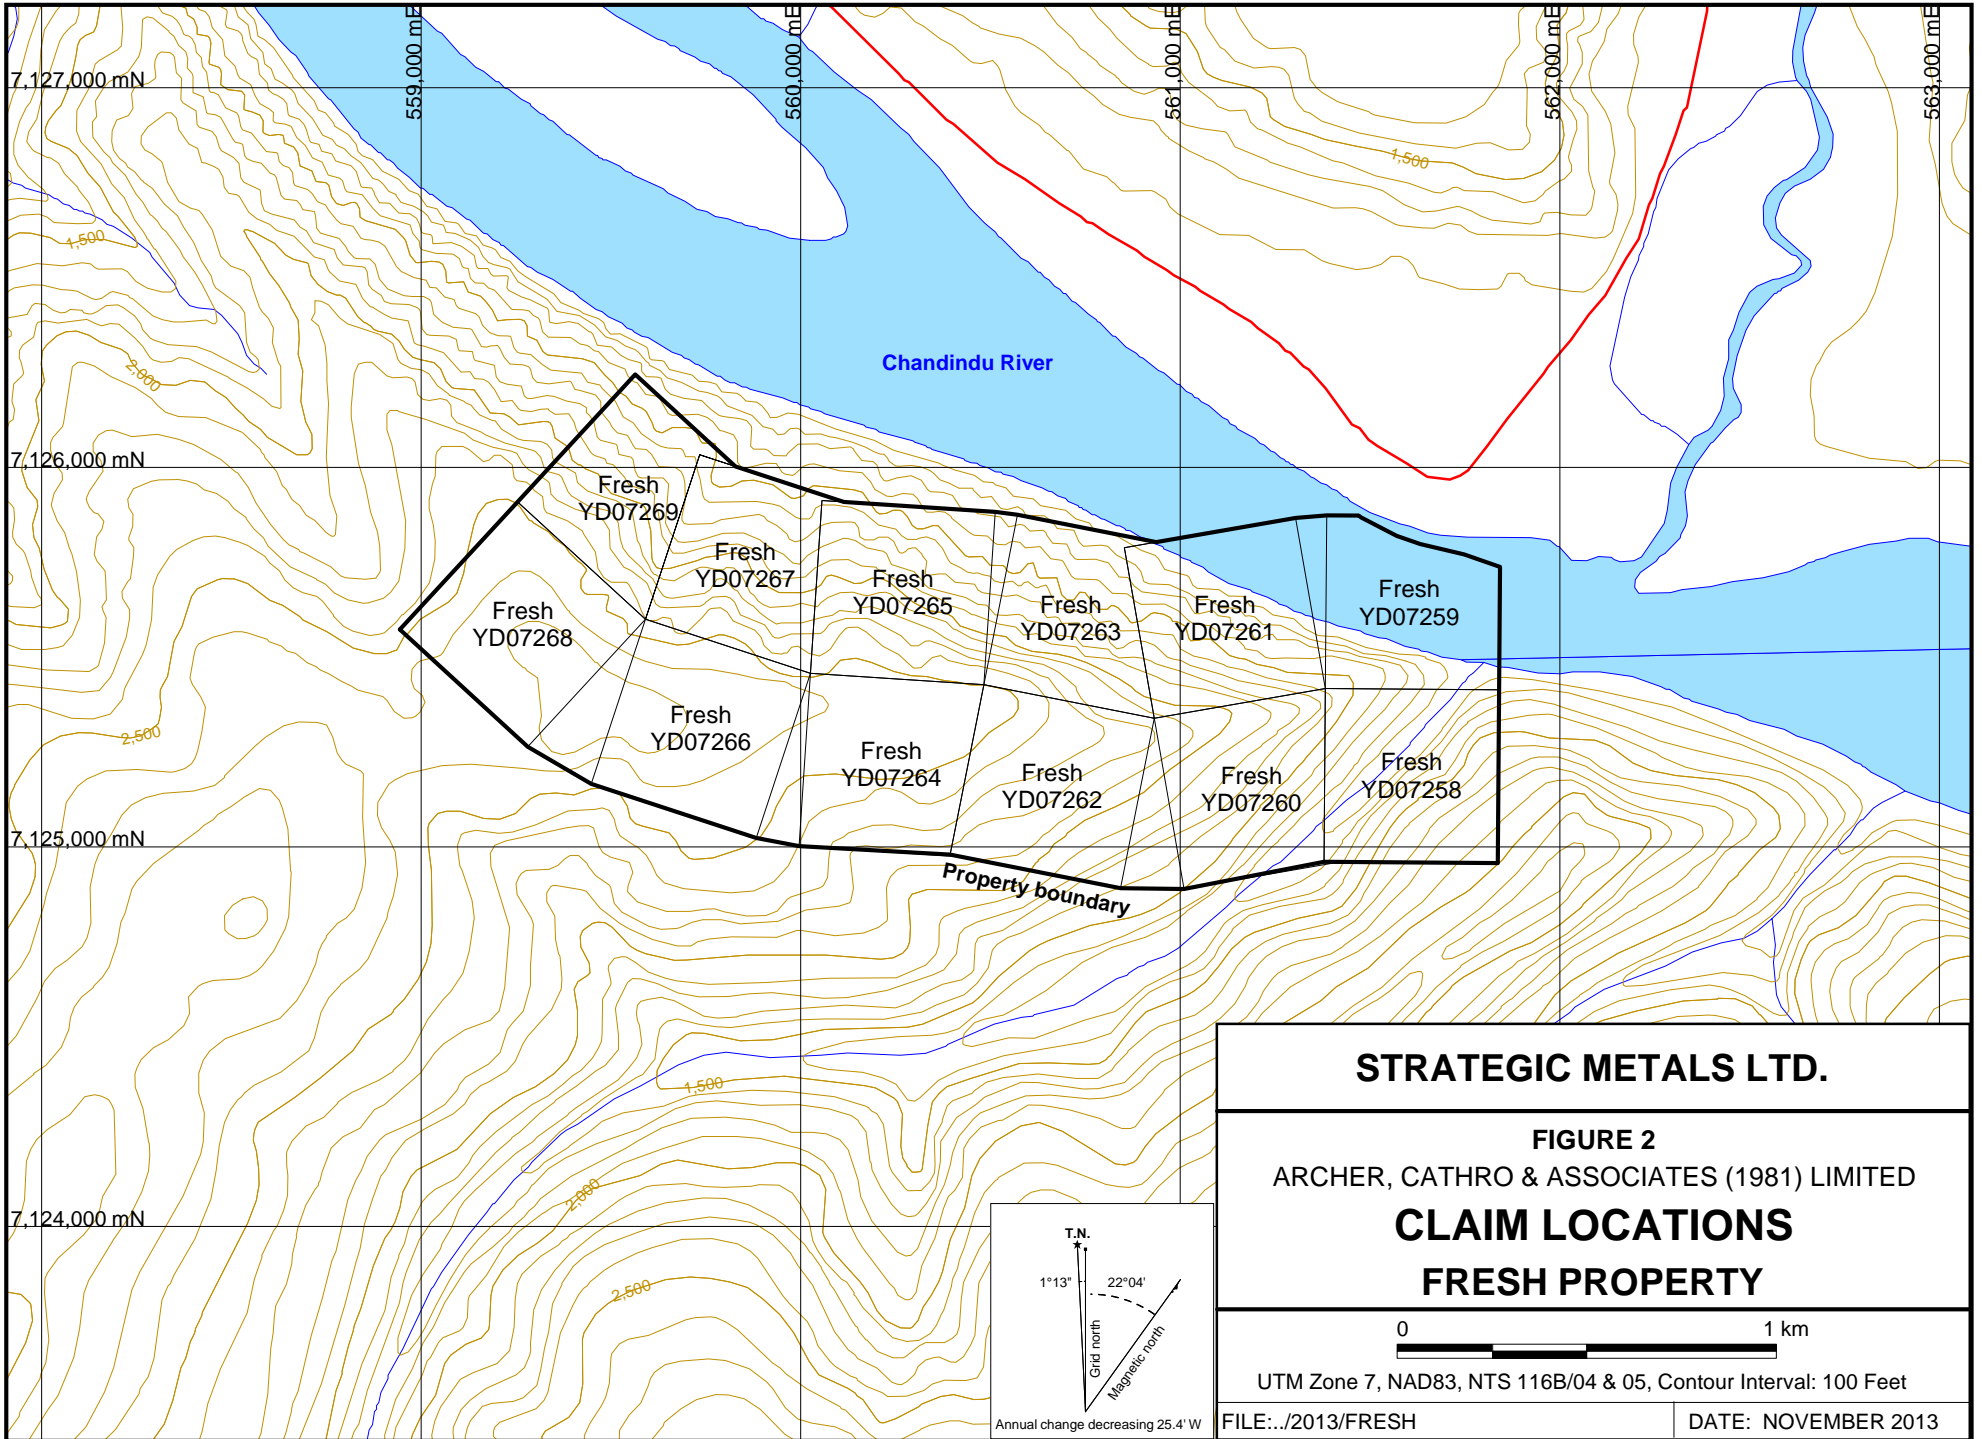 559,000 mE
560,000 mE
561,000 mE
562,000 mE
563,000 mE
7,127,000 mN
1,500
1,500
2,000
Chandindu River
7,126,000 mN
Fresh
YD07269
Fresh
YD07267
Fresh
YD07265
Fresh
YD07263
Fresh
YD07261
Fresh
YD07259
Fresh
YD07268
Fresh
YD07266
Fresh
YD07264
Fresh
YD07262
Fresh
YD07260
Fresh
YD07258
2,500
7,125,000 mN
Property boundary
1,500
2,000
7,124,000 mN
2,500
T.N.
1°13"
22°04'
Grid north
Magnetic north
Annual change decreasing 25.4' W
STRATEGIC METALS LTD.
FIGURE 2
ARCHER, CATHRO & ASSOCIATES (1981) LIMITED
CLAIM LOCATIONS
FRESH PROPERTY
0 1 km
UTM Zone 7, NAD83, NTS 116B/04 & 05, Contour Interval: 100 Feet
FILE:../2013/FRESH
DATE: NOVEMBER 2013